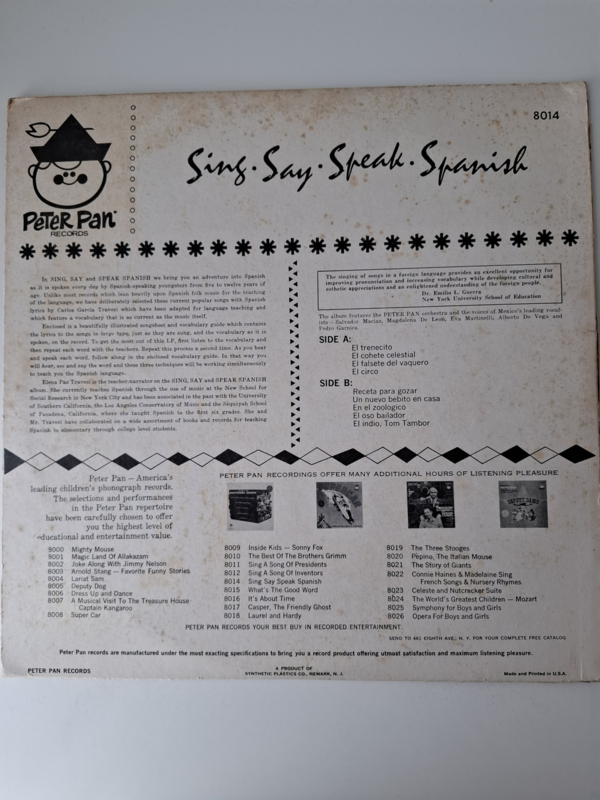 8014
Sing · Say · Speak · Spanish
PETER PAN
RECORDS
In SING, SAY and SPEAK SPANISH we bring you an adventure into Spanish
as it is spoken every day by Spanish-speaking youngsters from five to twelve years of
age. Unlike most records which lean heavily upon Spanish folk music for the teaching
of the language, we have deliberately selected these current popular songs with Spanish
lyrics by Carlos Garcia Travesi which have been adapted for language teaching and
which feature a vocabulary that is as current as the music itself.
Enclosed is a beautifully illustrated songsheet and vocabulary guide which contains
the lyrics to the songs in large type, just as they are sung, and the vocabulary as it is
spoken, on the record. To get the most out of this LP, first listen to the vocabulary and
then repeat each word with the teachers. Repeat this process a second time. As you hear
and speak each word, follow along in the enclosed vocabulary guide. In that way you
will hear, see and say the word and these three techniques will be working simultaneously
to teach you the Spanish language.
Elena Paz Travesi is the teacher-narrator on the SING, SAY and SPEAK SPANISH
album. She currently teaches Spanish through the use of music at the New School for
Social Research in New York City and has been associated in the past with the University
of Southern California, the Los Angeles Conservatory of Music and the Sequoyah School
of Pasadena, California, where she taught Spanish to the first six grades. She and
Mr. Travesi have collaborated on a wide assortment of books and records for teaching
Spanish to elementary through college level students.
The singing of songs in a foreign language provides an excellent opportunity for
improving pronunciation and increasing vocabulary while developing cultural and
esthetic appreciations and an enlightened understanding of the foreign people.
Dr. Emilio L. Guerra
New York University School of Education
The album features the PETER PAN orchestra and the voices of Mexico's leading vocal-
ists - Salvador Macias, Magdalena De Leon, Eva Martinelli, Alberto De Vega and
Pedro Garnica.
SIDE A:
El trenecito
El cohete celestial
El falsete del vaquero
El circo
SIDE B:
Receta para gozar
Un nuevo bebito en casa
En el zoologico
El oso bailador
El indio, Tom Tambor
Peter Pan — America's
leading children's phonograph records.
The selections and performances
in the Peter Pan repertoire
have been carefully chosen to offer
you the highest level of
educational and entertainment value.
PETER PAN RECORDINGS OFFER MANY ADDITIONAL HOURS OF LISTENING PLEASURE
8000 Mighty Mouse
8001 Magic Land Of Allakazam
8002 Joke Along With Jimmy Nelson
8003 Arnold Stang — Favorite Funny Stories
8004 Lariat Sam
8005 Deputy Dog
8006 Dress Up and Dance
8007 A Musical Visit To The Treasure House
Captain Kangaroo
8008 Super Car
8009 Inside Kids — Sonny Fox
8010 The Best Of The Brothers Grimm
8011 Sing A Song Of Presidents
8012 Sing A Song Of Inventors
8014 Sing Say Speak Spanish
8015 What's The Good Word
8016 It's About Time
8017 Casper, The Friendly Ghost
8018 Laurel and Hardy
8019 The Three Stooges
8020 Pepino, The Italian Mouse
8021 The Story of Giants
8022 Connie Haines & Madelaine Sing
French Songs & Nursery Rhymes
8023 Celeste and Nutcracker Suite
8024 The World's Greatest Children — Mozart
8025 Symphony for Boys and Girls
8026 Opera For Boys and Girls
PETER PAN RECORDS YOUR BEST BUY IN RECORDED ENTERTAINMENT.
SEND TO 461 EIGHTH AVE., N. Y. FOR YOUR COMPLETE FREE CATALOG
Peter Pan records are manufactured under the most exacting specifications to bring you a record product offering utmost satisfaction and maximum listening pleasure.
PETER PAN RECORDS
A PRODUCT OF
SYNTHETIC PLASTICS CO., NEWARK, N. J.
Made and Printed in U.S.A.